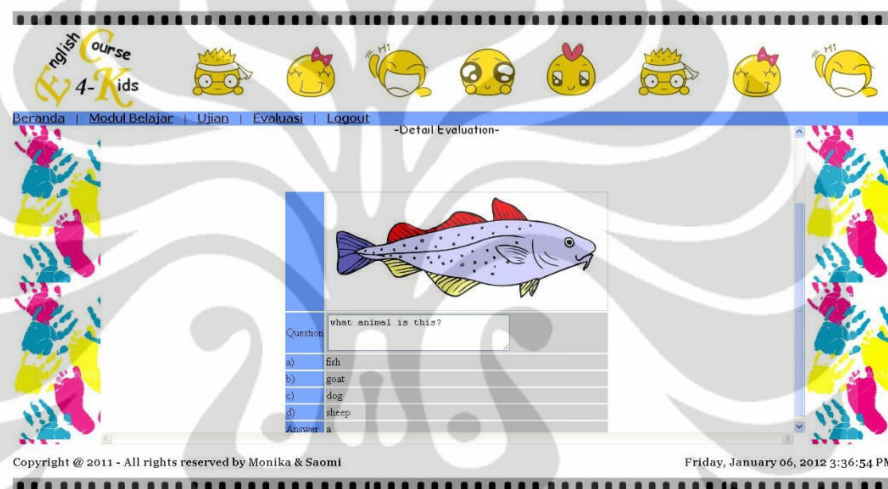 English Course
4-Kids
Hi
Hi
Beranda | Modul Belajar | Ujian | Evaluasi | Logout
-Detail Evaluation-
Question
what animal is this?
a) fish
b) goat
c) dog
d) sheep
Answer a
Copyright @ 2011 - All rights reserved by Monika & Saomi
Friday, January 06, 2012 3:36:54 PM